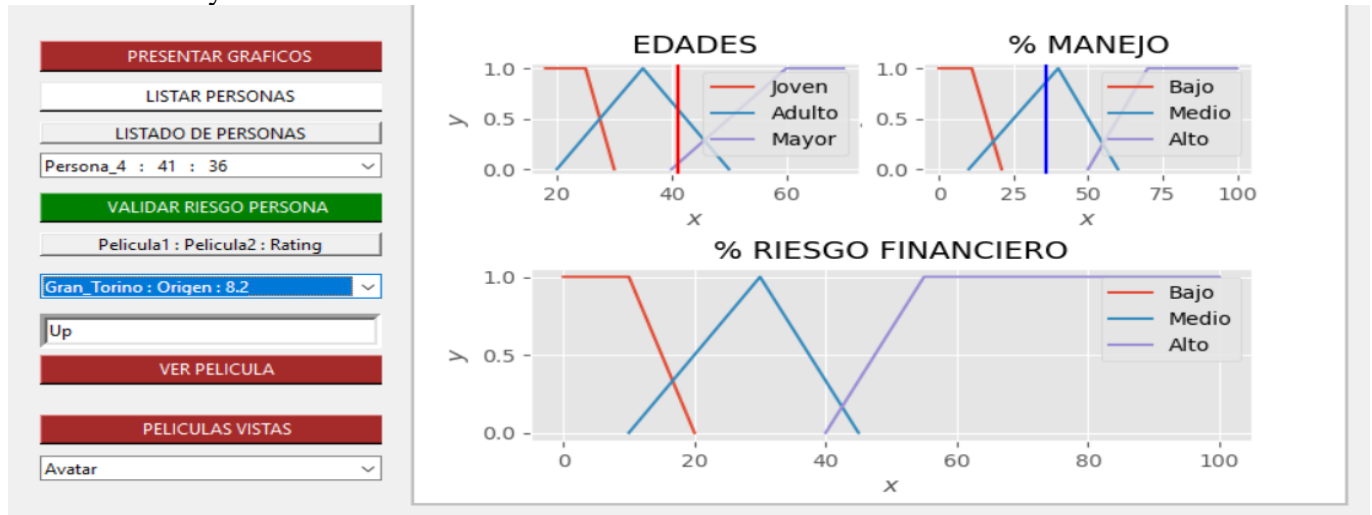 PRESENTAR GRAFICOS
LISTAR PERSONAS
LISTADO DE PERSONAS
Persona_4 : 41 : 36
VALIDAR RIESGO PERSONA
Pelicula1 : Pelicula2 : Rating
Gran_Torino : Origen : 8.2
Up
VER PELICULA
PELICULAS VISTAS
Avatar
EDADES
1.0
0.5
0.0
y
Joven
Adulto
Mayor
20 40 60
x
% MANEJO
1.0
0.5
0.0
Bajo
Medio
Alto
0 25 50 75 100
x
% RIESGO FINANCIERO
1.0
0.5
0.0
y
Bajo
Medio
Alto
0 20 40 60 80 100
x